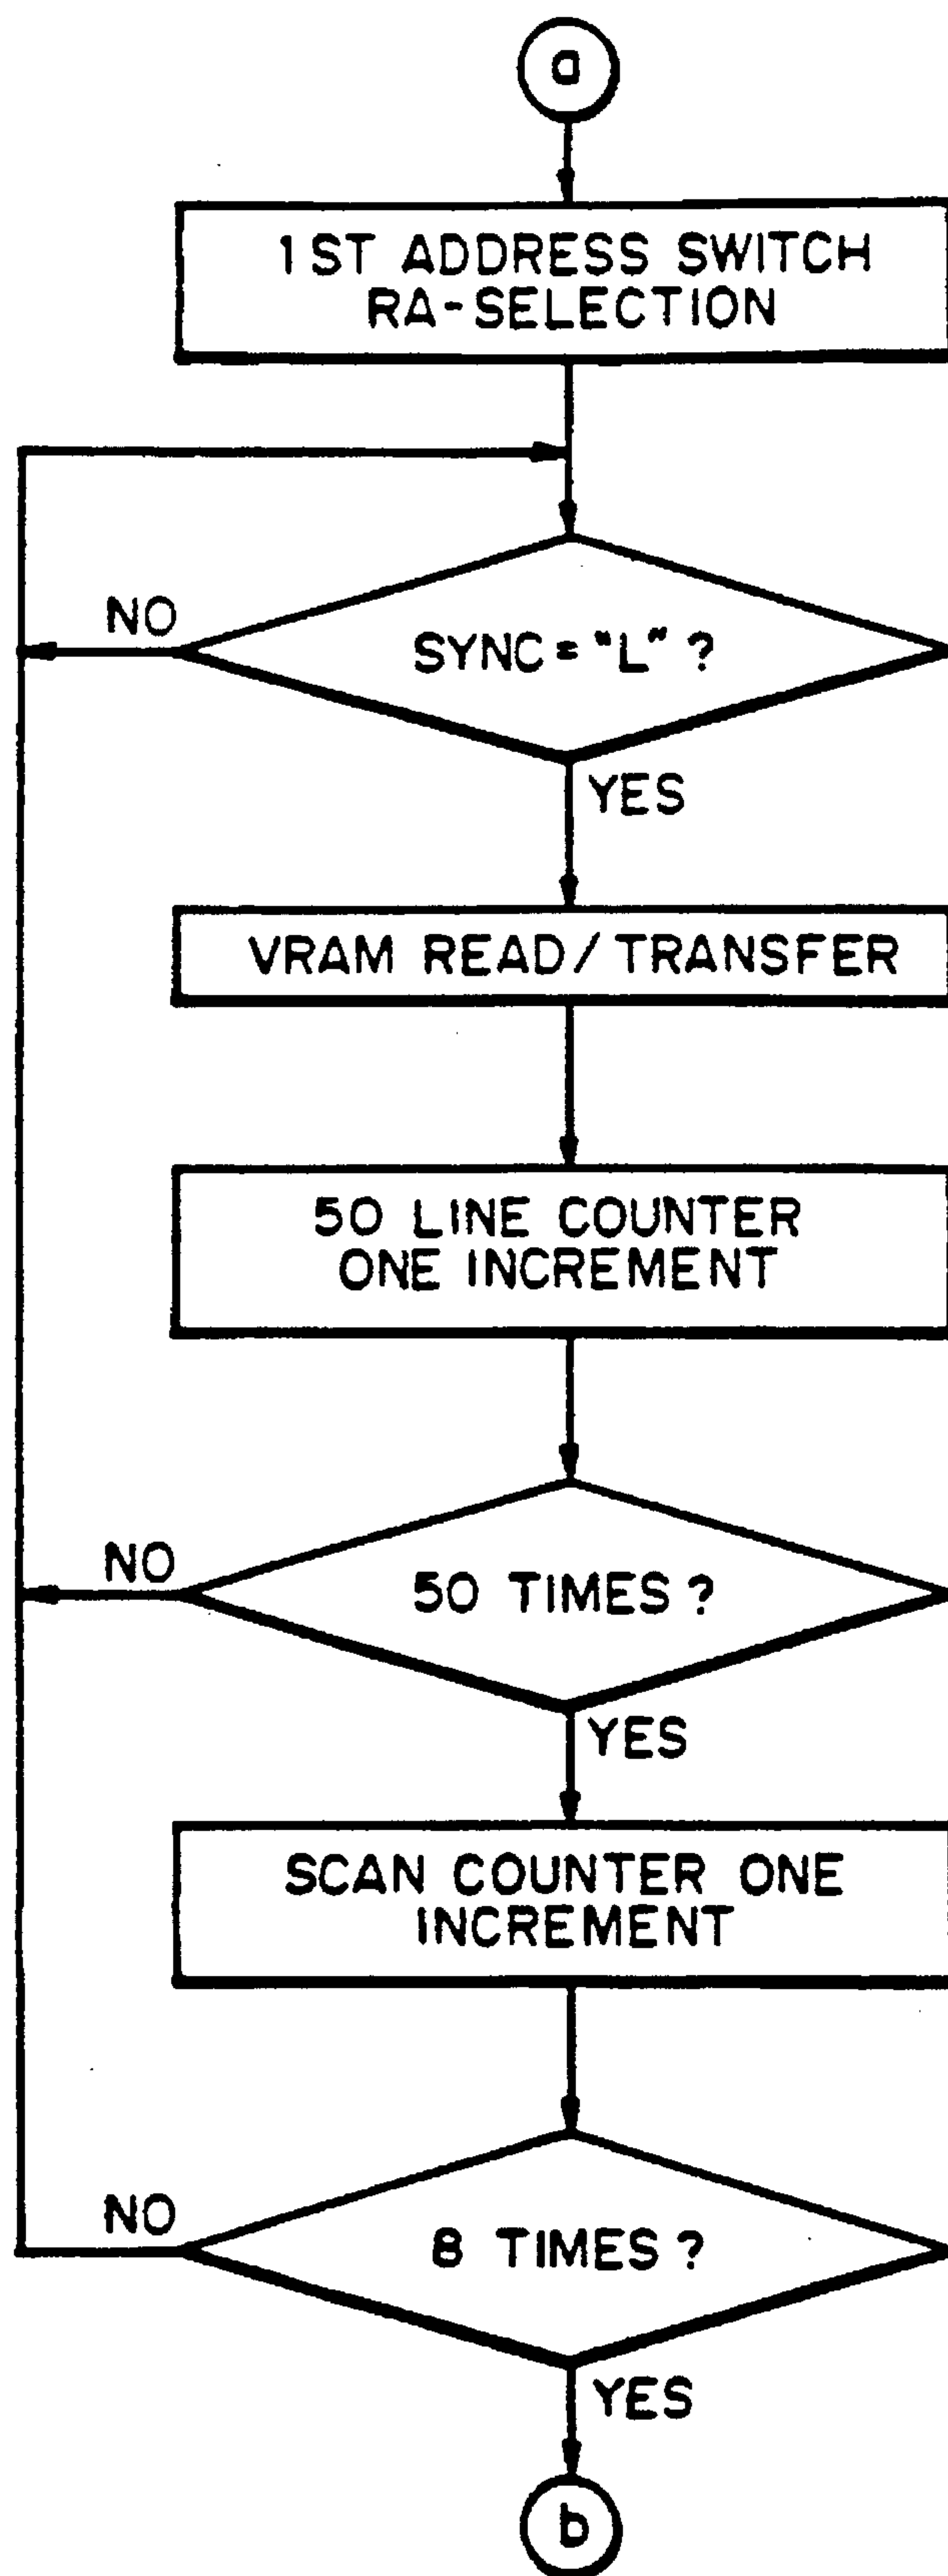 a
1ST ADDRESS SWITCH
RA-SELECTION
NO
SYNC = "L" ?
YES
VRAM READ/TRANSFER
50 LINE COUNTER
ONE INCREMENT
NO
50 TIMES ?
YES
SCAN COUNTER ONE
INCREMENT
NO
8 TIMES ?
YES
b